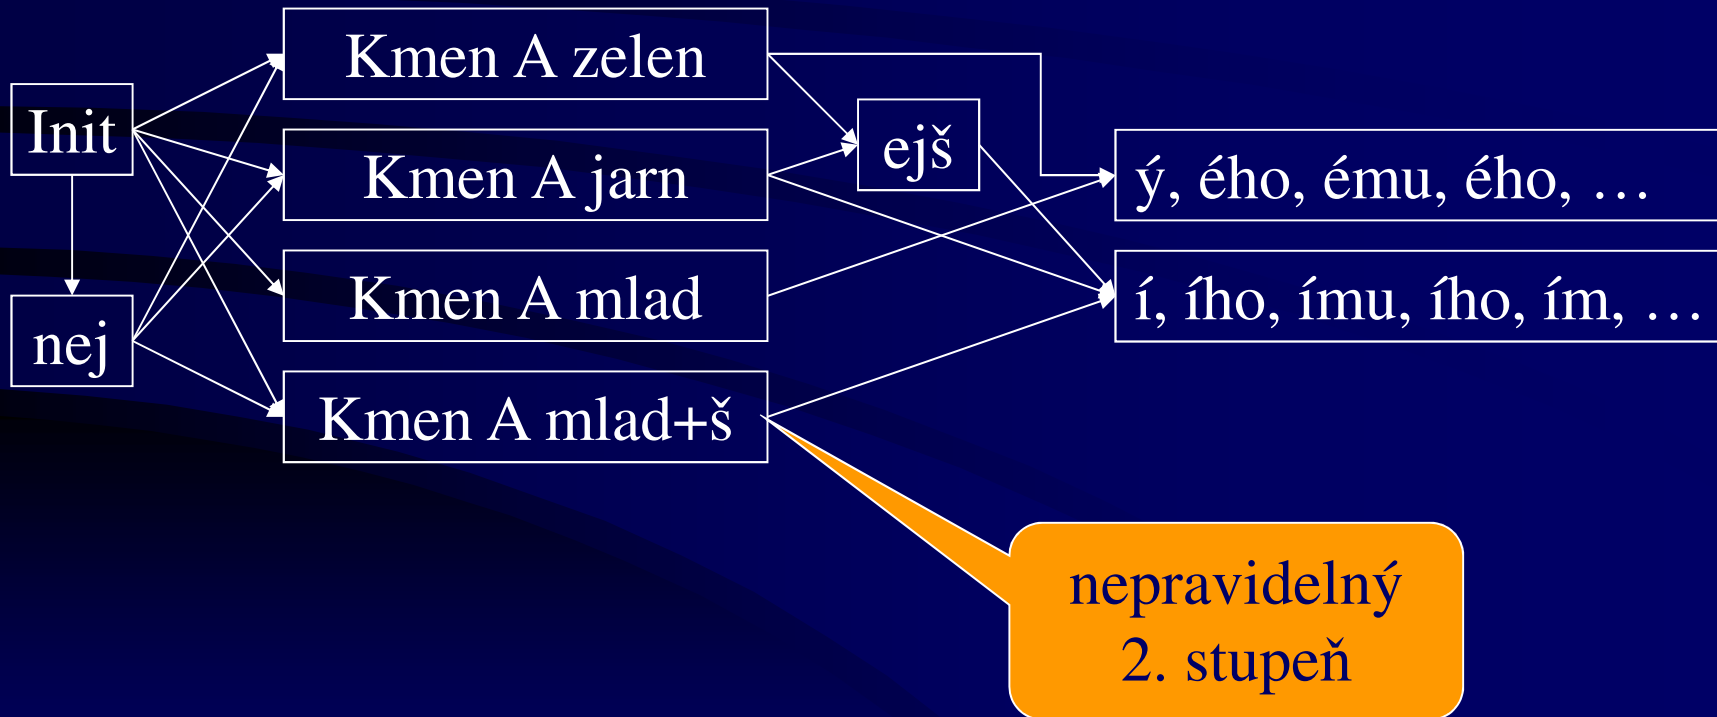 Init
nej
Kmen A zelen
Kmen A jarn
Kmen A mlad
Kmen A mlad+š
ejš
ý, ého, ému, ého, …
í, ího, ímu, ího, ím, …
nepravidelný
2. stupeň